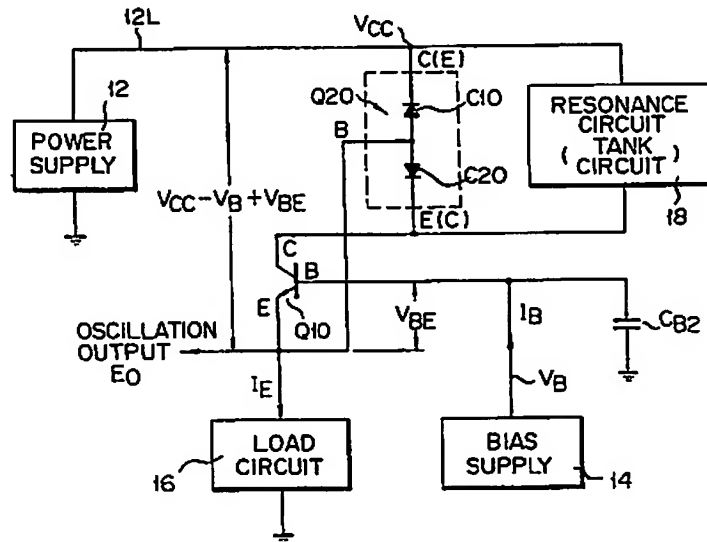 12L
VCC
C(E)
12
Q20
C10
POWER
SUPPLY
B
RESONANCE
CIRCUIT
( TANK
CIRCUIT )
C20
18
VCC-VB+VBE
E(C)
C
B
E
Q10
VBE
IB
CB2
OSCILLATION
OUTPUT
EO
IE
VB
LOAD
CIRCUIT
16
BIAS
SUPPLY
14